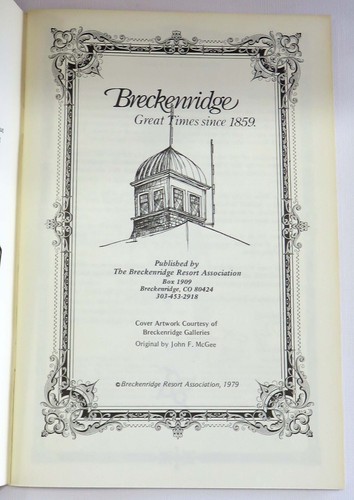 Breckenridge
Great Times since 1859.
Published by
The Breckenridge Resort Association
Box 1909
Breckenridge, CO 80424
303-453-2918
Cover Artwork Courtesy of
Breckenridge Galleries
Original by John F. McGee
©Breckenridge Resort Association, 1979